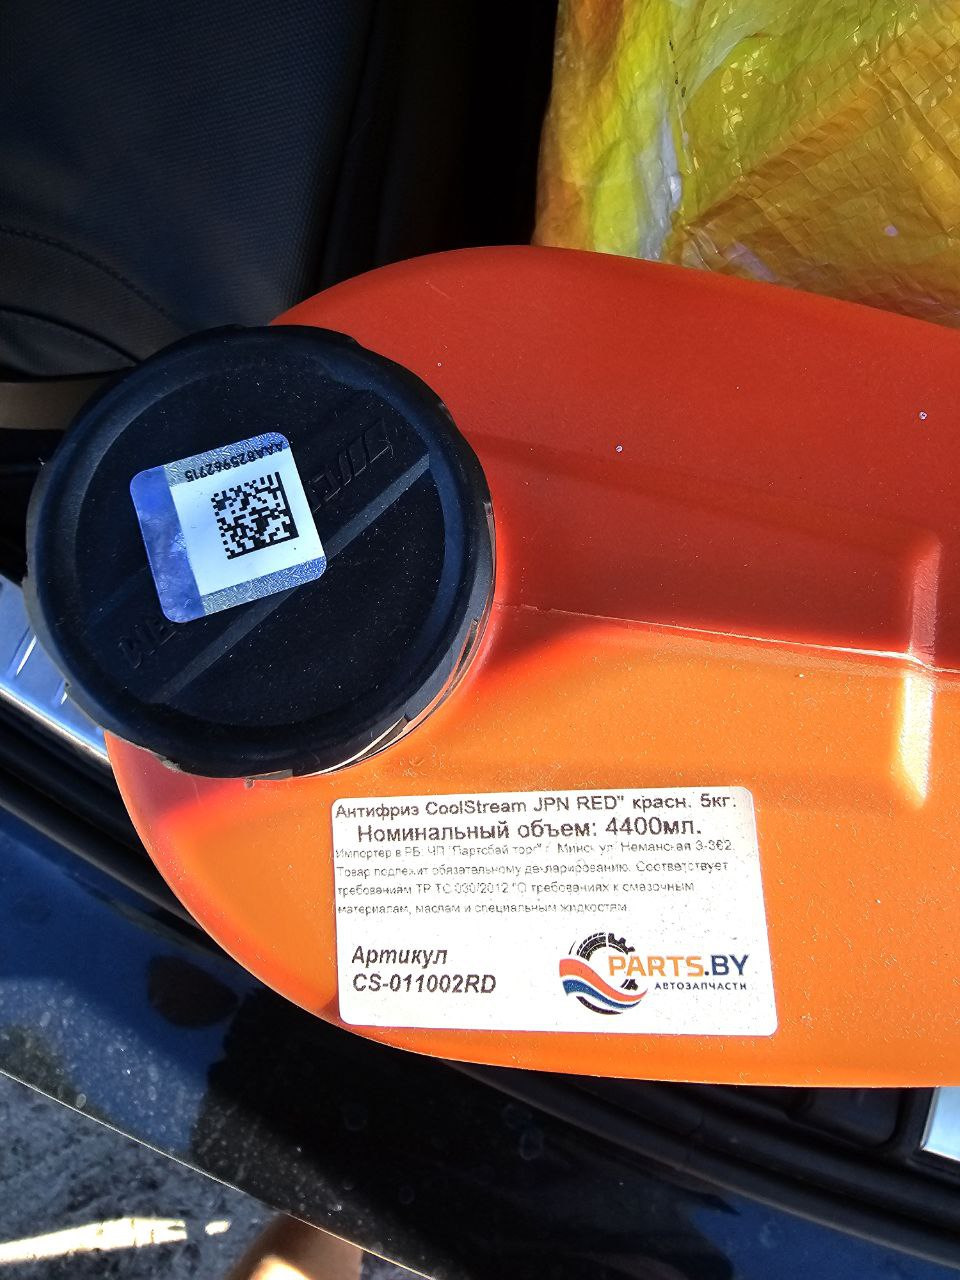 AAA825962715
Антифриз CoolStream JPN RED" красн. 5кг.
Номинальный объем: 4400мл.
Импортер в РБ: ЧП "Партсбай торг" г. Минск ул. Неманская 3-362
Товар подлежит обязательному декларированию. Соответствует
требованиям ТР ТС 030/2012 "О требованиях к смазочным
материалам, маслам и специальным жидкостям
Артикул
CS-011002RD
PARTS.BY
АВТОЗАПЧАСТИ